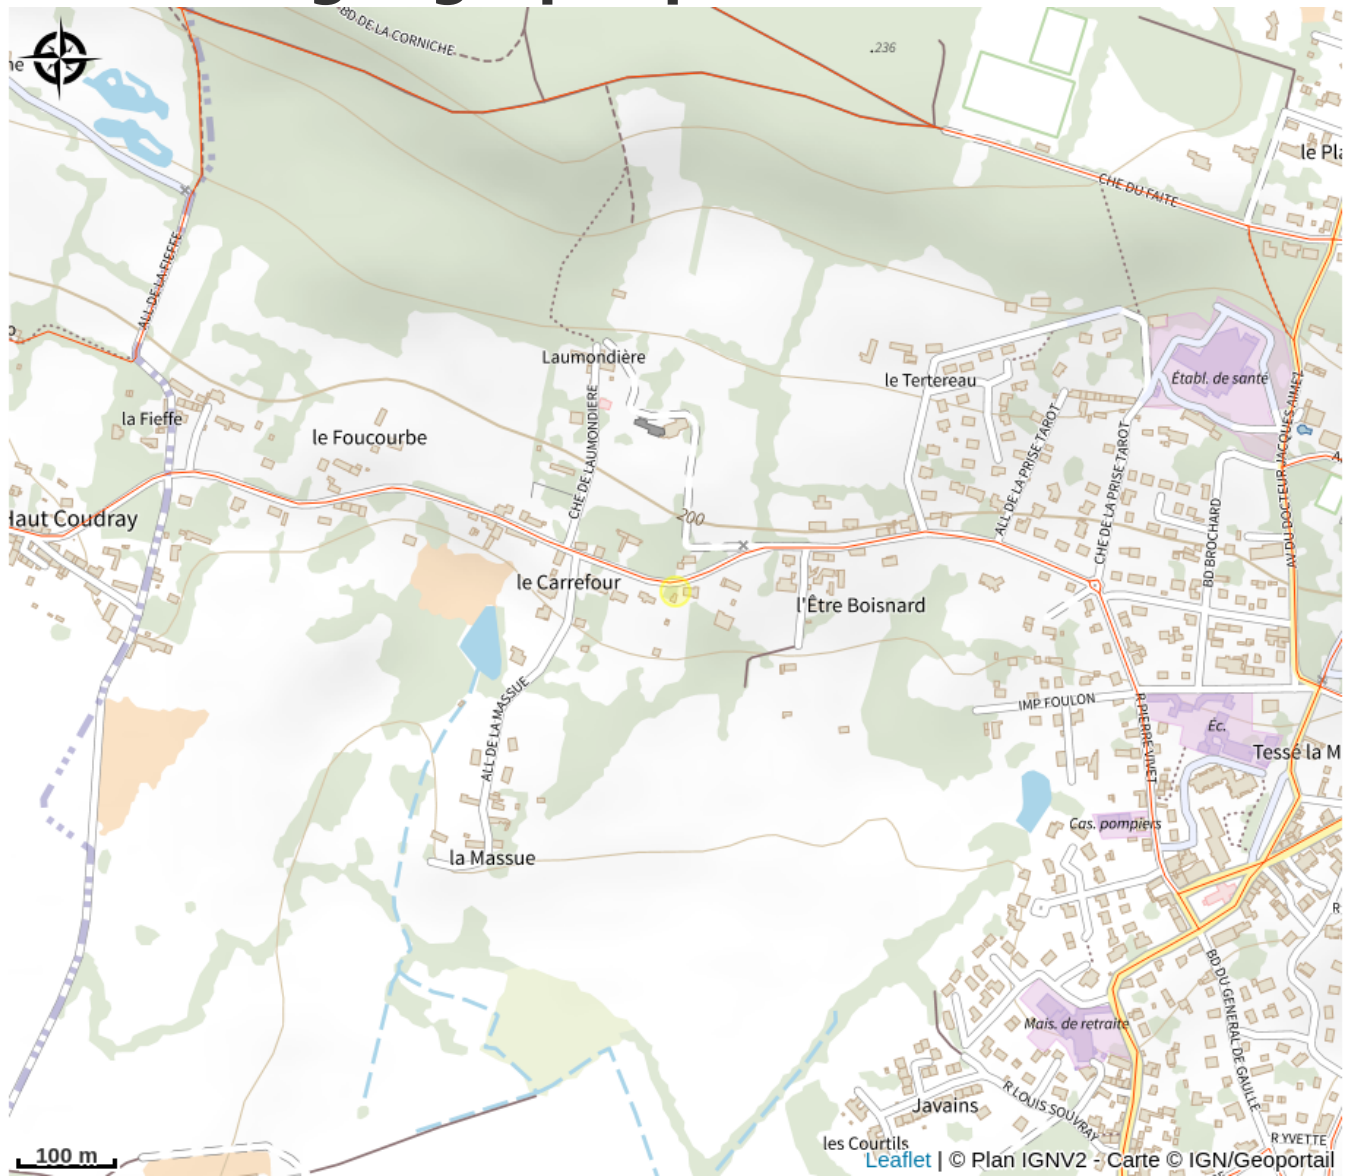 BD DE LA CORNICHE
.236
he
le Pla
CHE DU FAITE
ALL DE LA FIEFFE
Laumondière
le Tertereau
Établ. de santé
la Fieffe
le Foucourbe
CHE DE LAUMONDIERE
ALL DE LA PRISE TAROT
CHE DE LA PRISE TAROT
AV DU DOCTEUR JACQUES AIMEZ
BD BROCHARD
A
200
Haut Coudray
le Carrefour
l'Être Boisnard
ALL DE LA MASSUE
IMP FOULON
R PIERRE VIVET
Éc.
Tessé la M
Cas. pompiers
la Massue
R
BD DU GENERAL DE GAULLE
Mais. de retraite
R LOUIS SOUVRAY
Javains
les Courtils
R YVETTE
100 m
Leaflet | © Plan IGNV2 - Carte © IGN/Geoportail